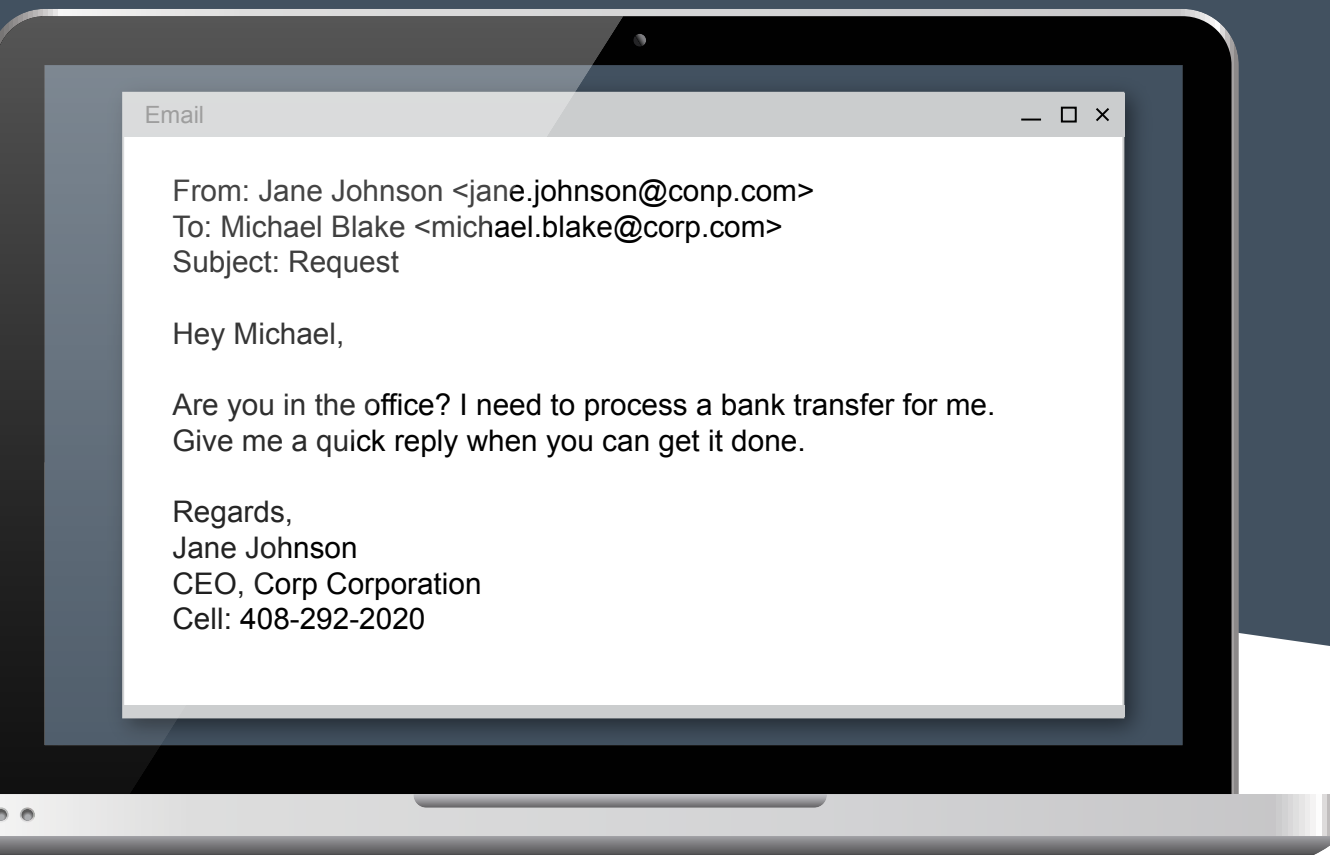 Email
From: Jane Johnson <jane.johnson@conp.com>
To: Michael Blake <michael.blake@corp.com>
Subject: Request
Hey Michael,
Are you in the office? I need to process a bank transfer for me.
Give me a quick reply when you can get it done.
Regards,
Jane Johnson
CEO, Corp Corporation
Cell: 408-292-2020